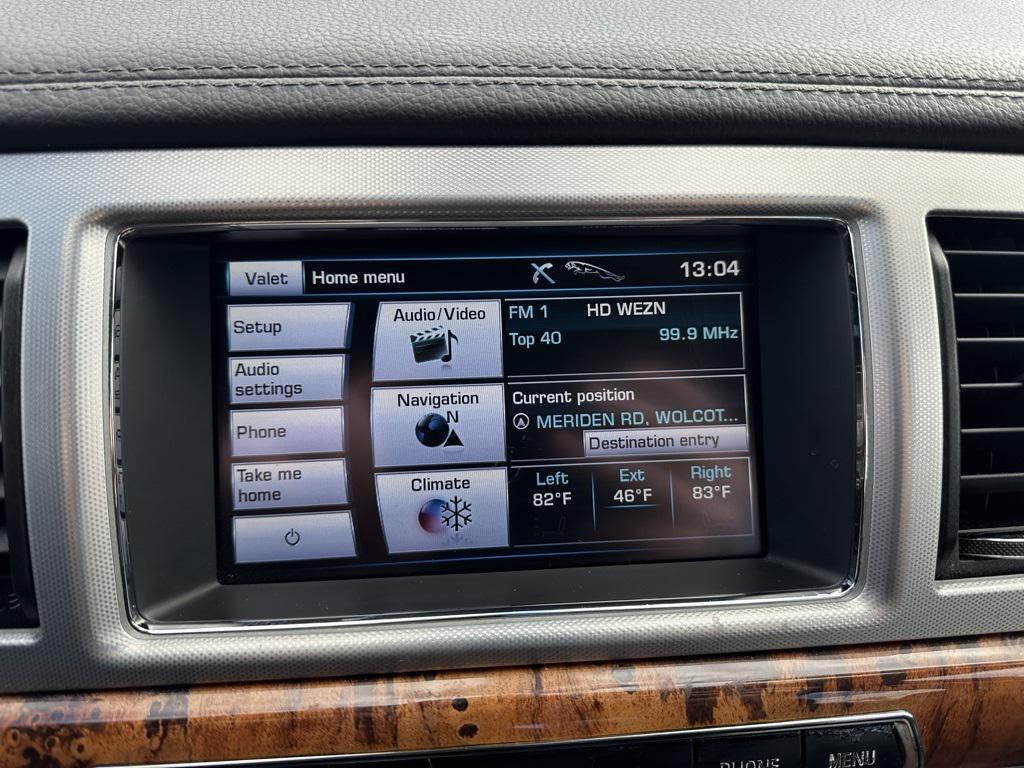 Valet
Home menu
13:04
Setup
Audio
settings
Phone
Take me
home
Audio/Video
Navigation
N
Climate
FM 1
HD WEZN
Top 40
99.9 MHz
Current position
MERIDEN RD, WOLCOT...
Destination entry
Left
Ext
Right
82°F
46°F
83°F
PHONE
MENU